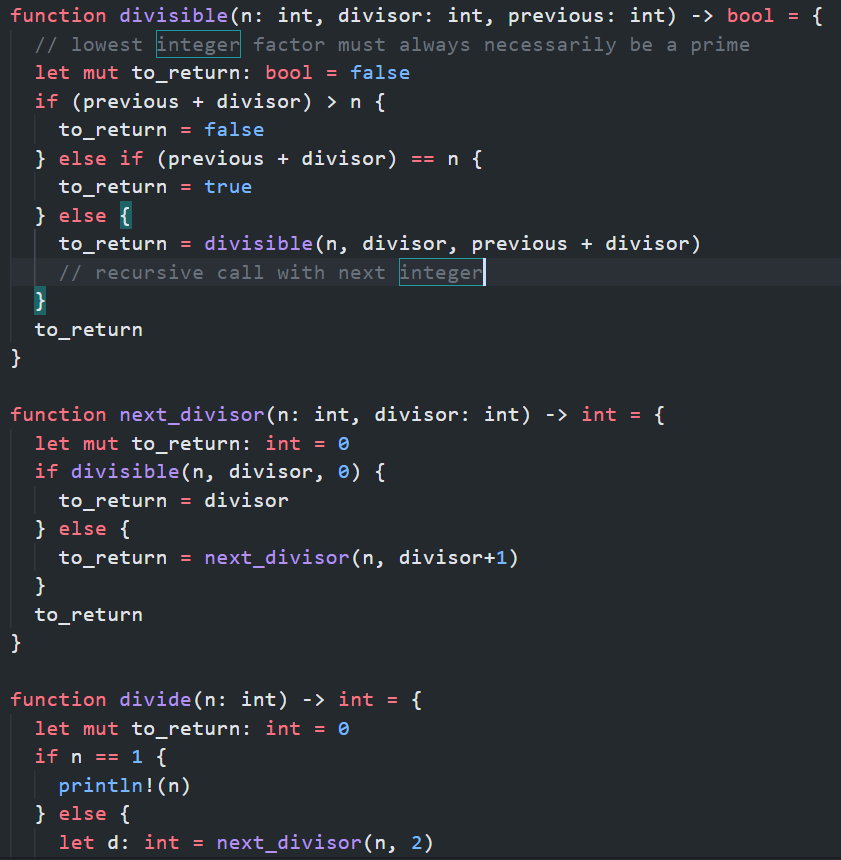 function divisible(n: int, divisor: int, previous: int) -> bool = {
  // lowest integer factor must always necessarily be a prime
  let mut to_return: bool = false
  if (previous + divisor) > n {
    to_return = false
  } else if (previous + divisor) == n {
    to_return = true
  } else {
    to_return = divisible(n, divisor, previous + divisor)
    // recursive call with next integer
  }
  to_return
}

function next_divisor(n: int, divisor: int) -> int = {
  let mut to_return: int = 0
  if divisible(n, divisor, 0) {
    to_return = divisor
  } else {
    to_return = next_divisor(n, divisor+1)
  }
  to_return
}

function divide(n: int) -> int = {
  let mut to_return: int = 0
  if n == 1 {
    println!(n)
  } else {
    let d: int = next_divisor(n, 2)